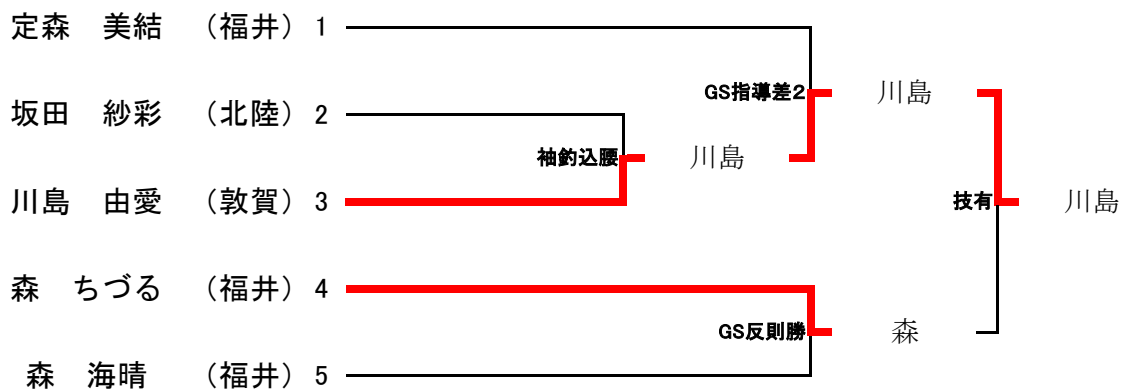 定森　美結　（福井） 1
GS指導差2　川島
坂田　紗彩　（北陸） 2
袖釣込腰　川島
川島　由愛　（敦賀） 3
技有　川島
森　ちづる　（福井） 4
GS反則勝　森
森　海晴　（福井） 5